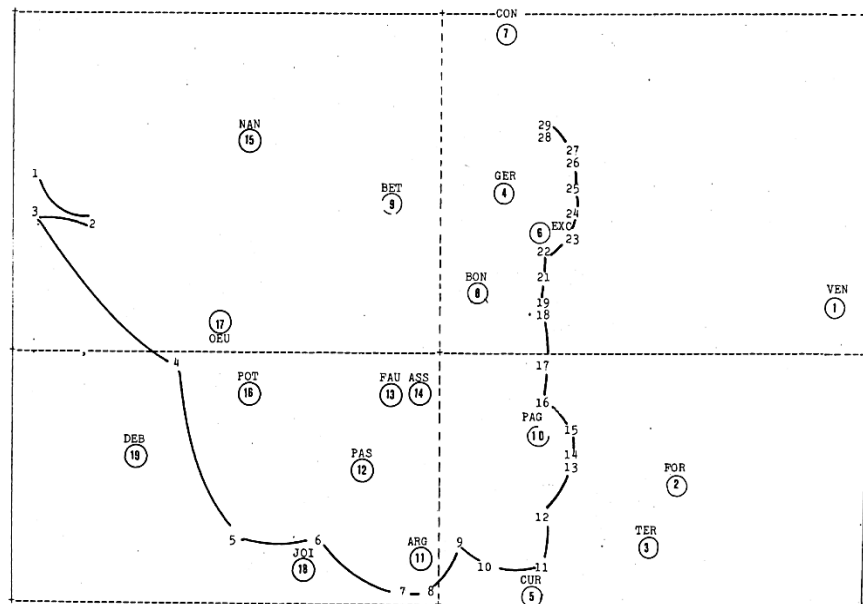 CON
7
29
NAN
28
15
27
26
1
GER
25
BET
4
3
9
24
2
EXC
6
23
22
21
BON
VEN
8
19
1
17
18
OEU
4
17
POT
FAU ASS
16
13
14
16
PAG
15
DEB
10
14
19
PAS
13
FOR
12
2
12
TER
5
6
ARG
9
3
JOI
11
10
11
18
CUR
7
8
5